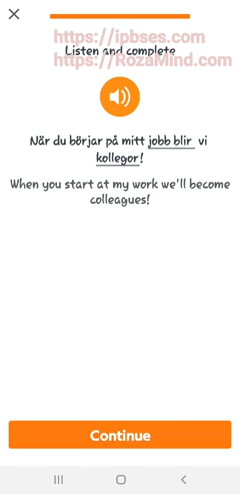 https://ipbses.com
Listen and complete
https://RozaMind.com
När du börjar på mitt jobb blir vi
kollegor!
When you start at my work we'll become
colleagues!
Continue